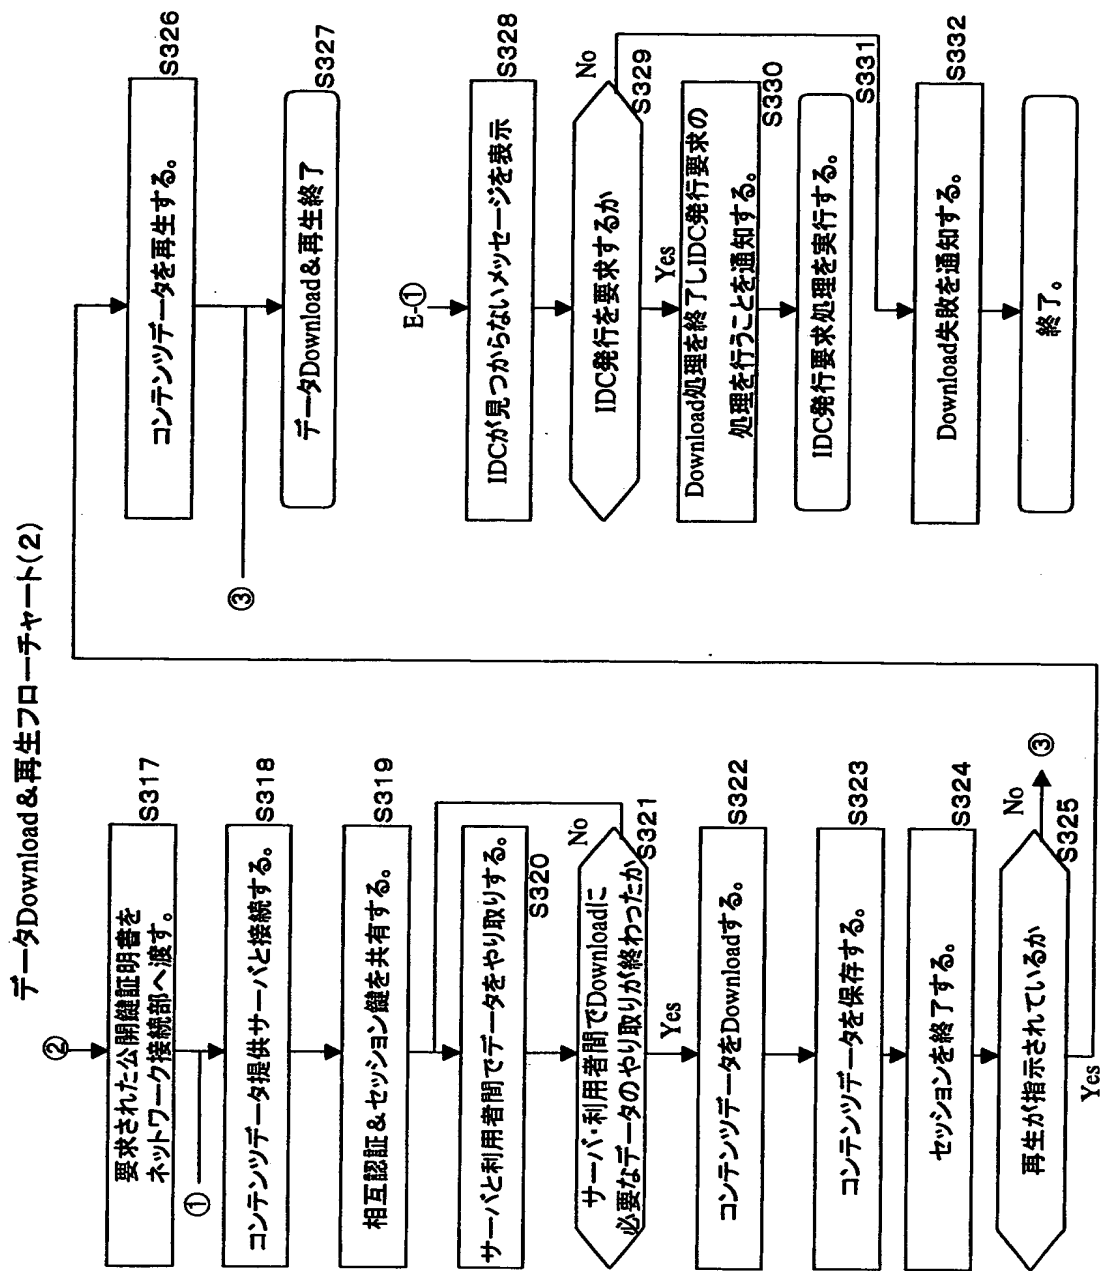 データDownload&再生フローチャート(2)
②
要求された公開鍵証明書を
ネットワーク接続部へ渡す。
S317
①
コンテンツデータ提供サーバと接続する。
S318
相互認証&セッション鍵を共有する。
S319
サーバと利用者間でデータをやり取りする。
S320
サーバ・利用者間でDownloadに
必要なデータのやり取りが終わったか
No
S321
Yes
コンテンツデータをDownloadする。
S322
コンテンツデータを保存する。
S323
セッションを終了する。
S324
再生が指示されているか
No
③
S325
Yes
コンテンツデータを再生する。
S326
③
データDownload&再生終了
S327
E-①
IDCが見つからないメッセージを表示
S328
IDC発行を要求するか
No
S329
Yes
Download処理を終了しIDC発行要求の
処理を行うことを通知する。
S330
IDC発行要求処理を実行する。
S331
Download失敗を通知する。
S332
終了。